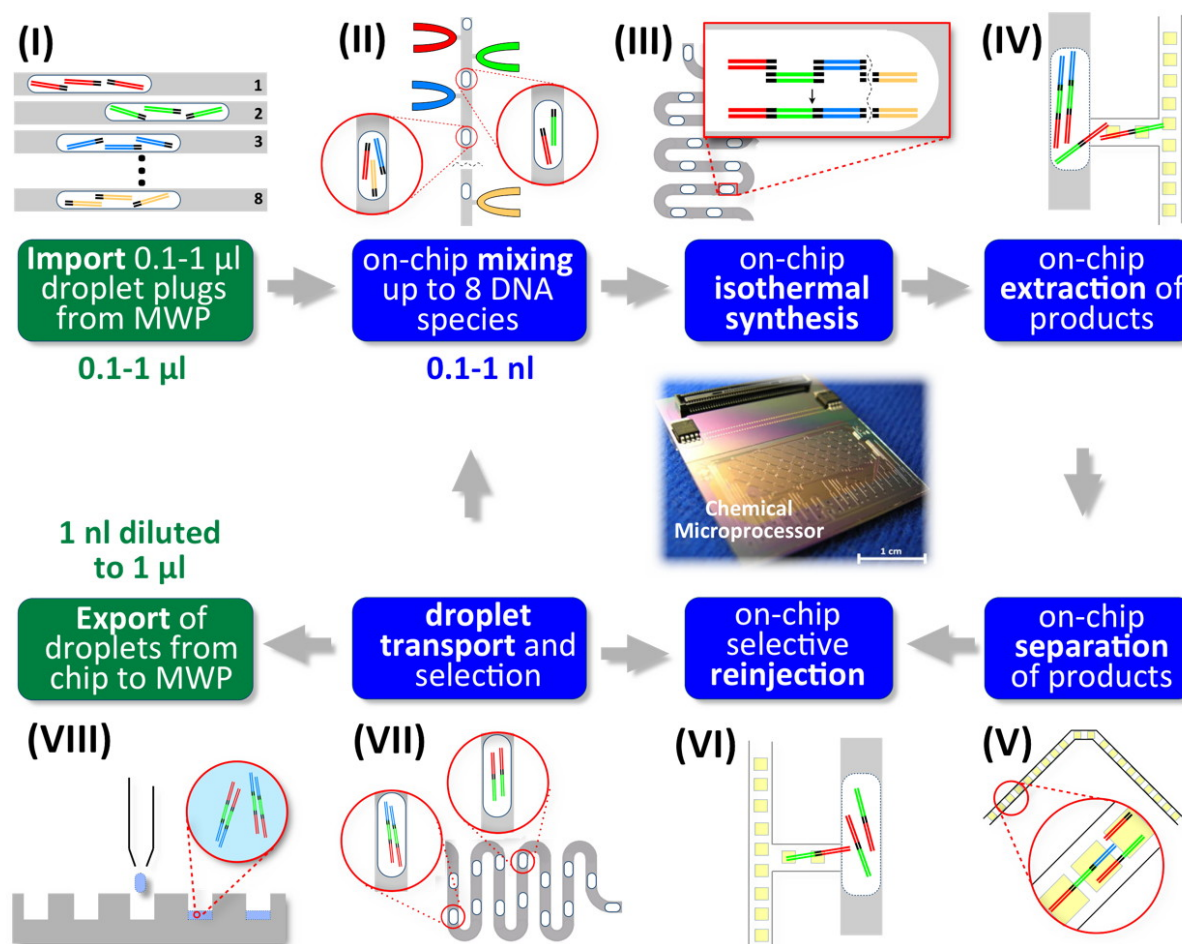 (I)
1
2
3
8
(II)
(III)
(IV)
Import 0.1-1 µl
droplet plugs
from MWP
on-chip mixing
up to 8 DNA
species
on-chip
isothermal
synthesis
on-chip
extraction of
products
0.1-1 µl
0.1-1 nl
Chemical
Microprocessor
1 cm
1 nl diluted
to 1 µl
Export of
droplets from
chip to MWP
droplet
transport and
selection
on-chip
selective
reinjection
on-chip
separation
of products
(VIII)
(VII)
(VI)
(V)